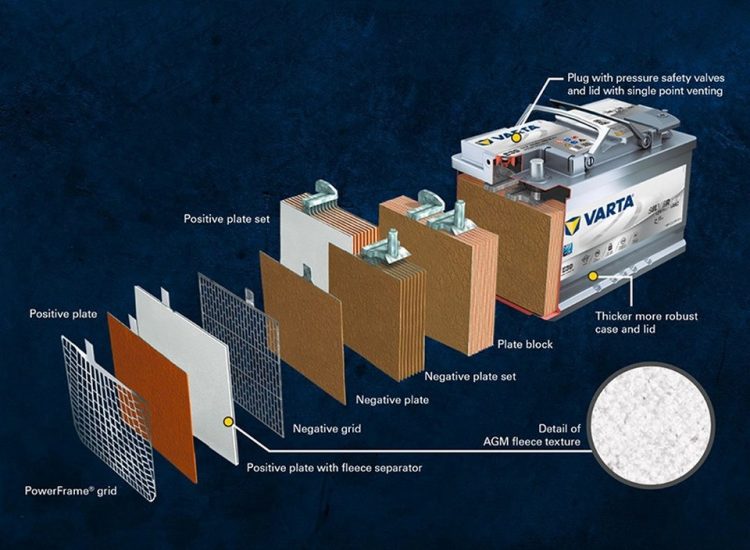 Plug with pressure safety valves
and lid with single point venting
VARTA
VARTA
Positive plate set
Positive plate
Thicker more robust
case and lid
Plate block
Negative plate set
Negative plate
Negative grid
Detail of
AGM fleece texture
Positive plate with fleece separator
PowerFrame® grid